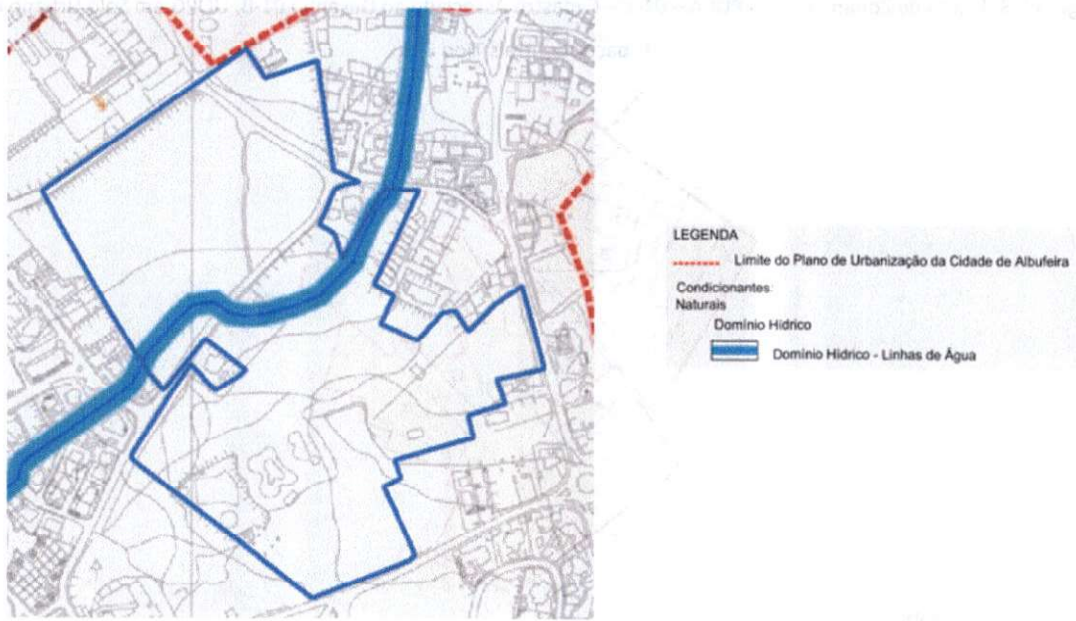 LEGENDA
Limite do Plano de Urbanização da Cidade de Albufeira
Condicionantes
Naturais
Domínio Hídrico
Domínio Hídrico - Linhas de Água